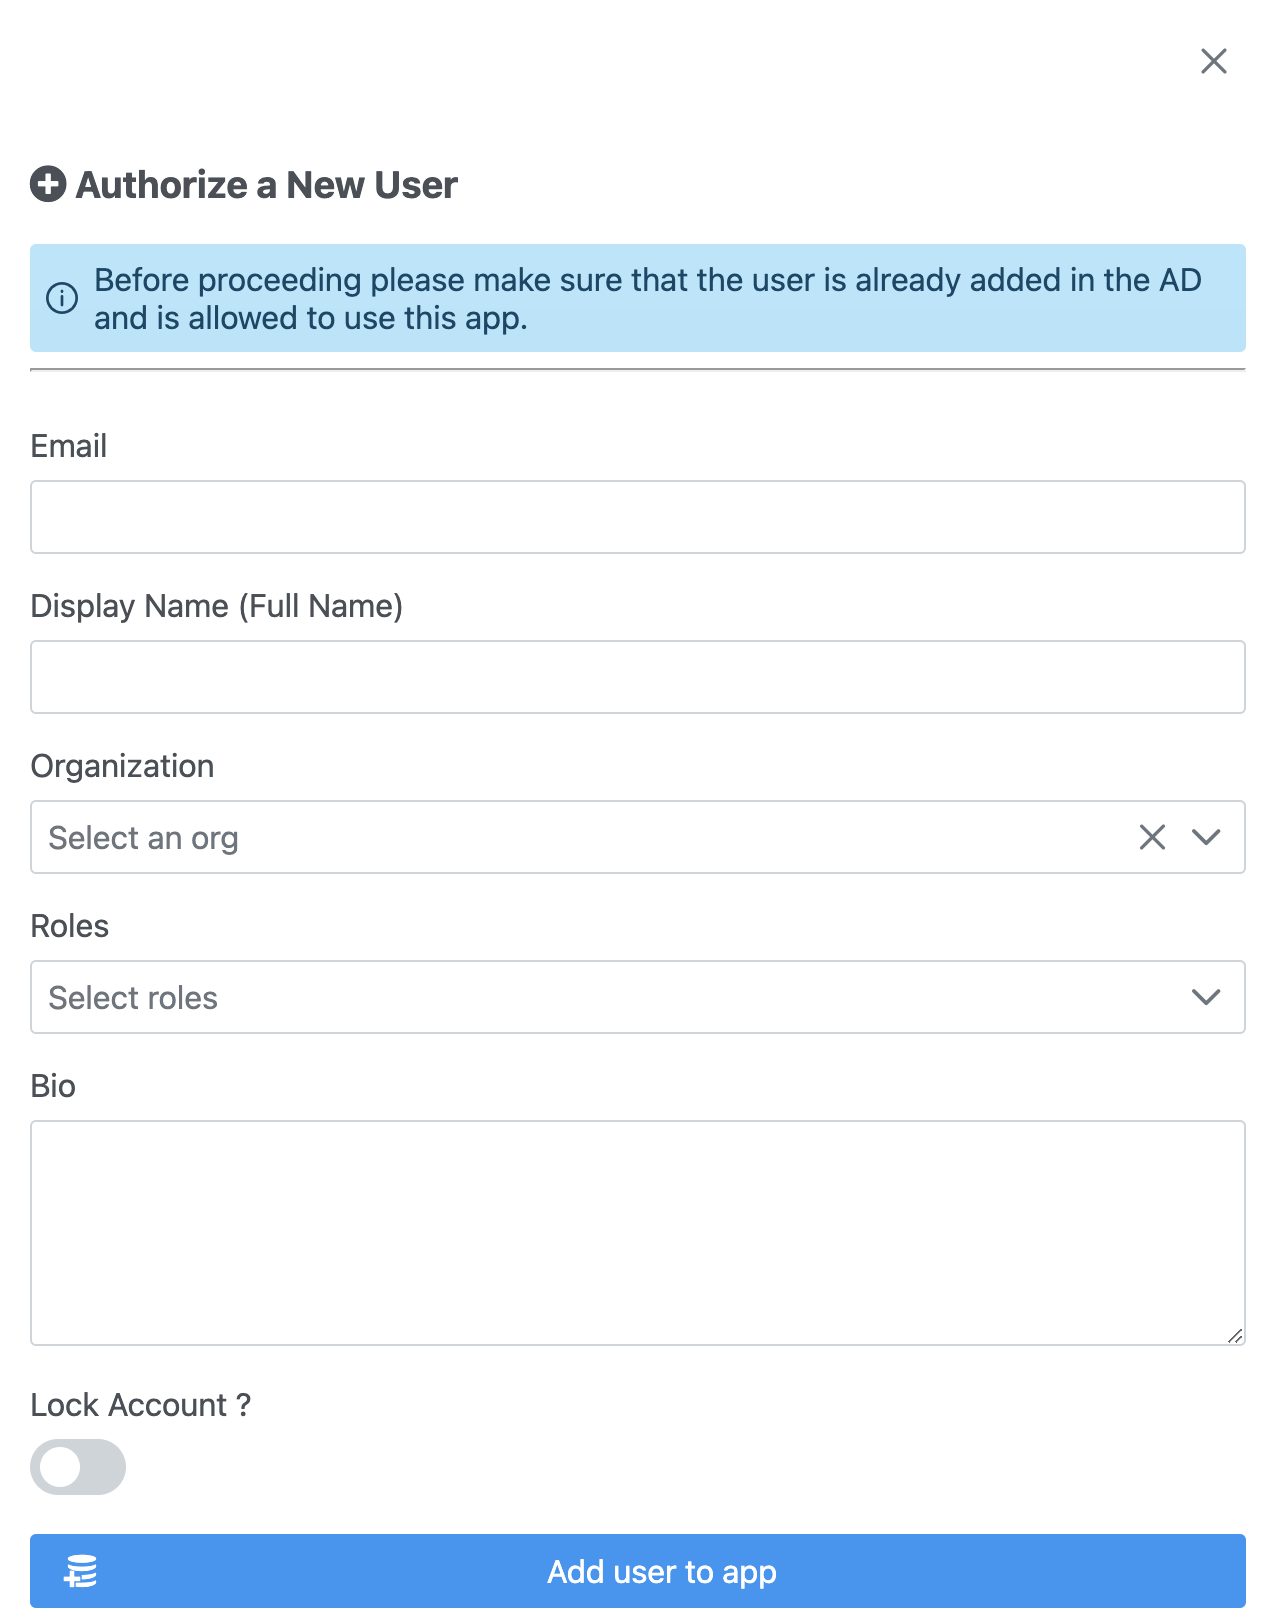 Authorize a New User
Before proceeding please make sure that the user is already added in the AD
and is allowed to use this app.
Email
Display Name (Full Name)
Organization
Select an org
Roles
Select roles
Bio
Lock Account ?
Add user to app